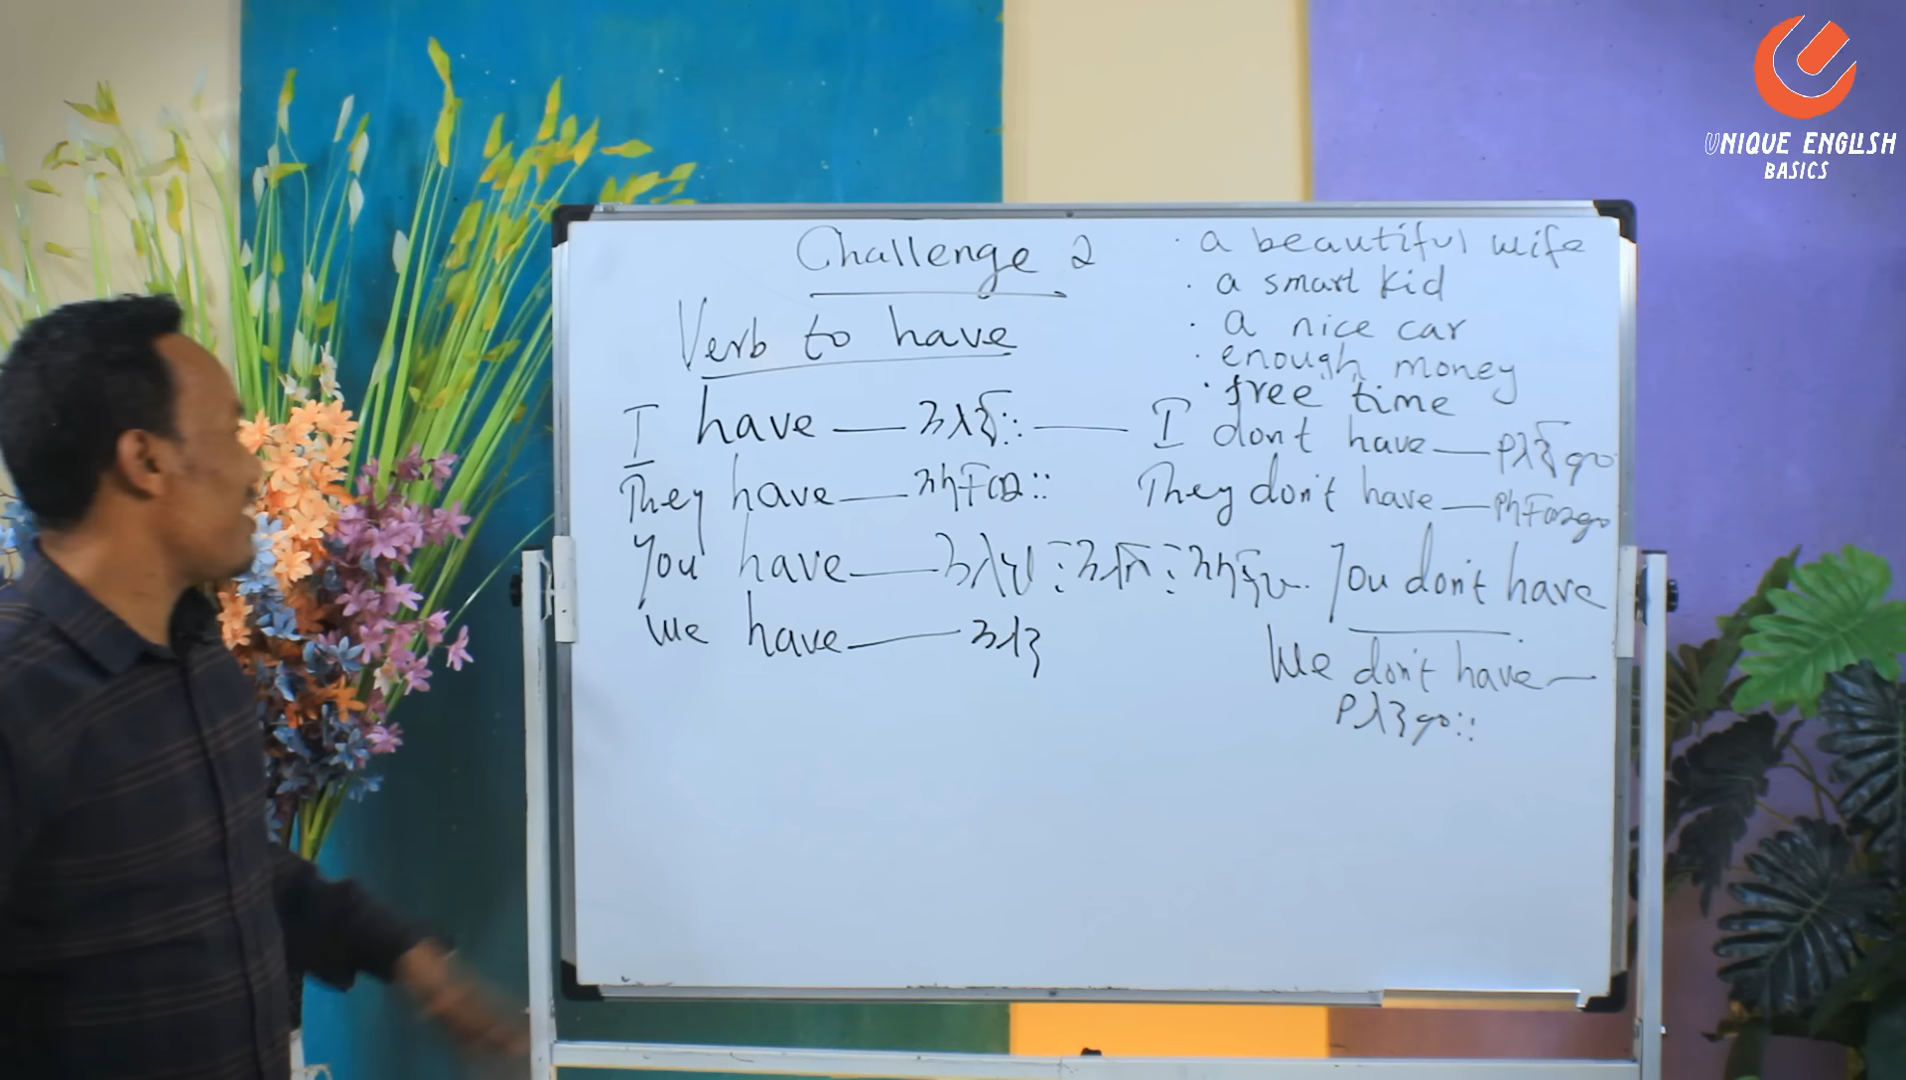 UNIQUE ENGLISH
BASICS
Challenge 2
Verb to have
· a beautiful wife
· a smart kid
· a nice car
· enough money
· free time
I have — አለኝ። — I dont have — የለኝም
They have — አላቸው። They don't have — የላቸውም
You have — አለህ፡ አለሽ፡ አላችሁ. You don't have
We have — አለን
We don't have —
የለንም።